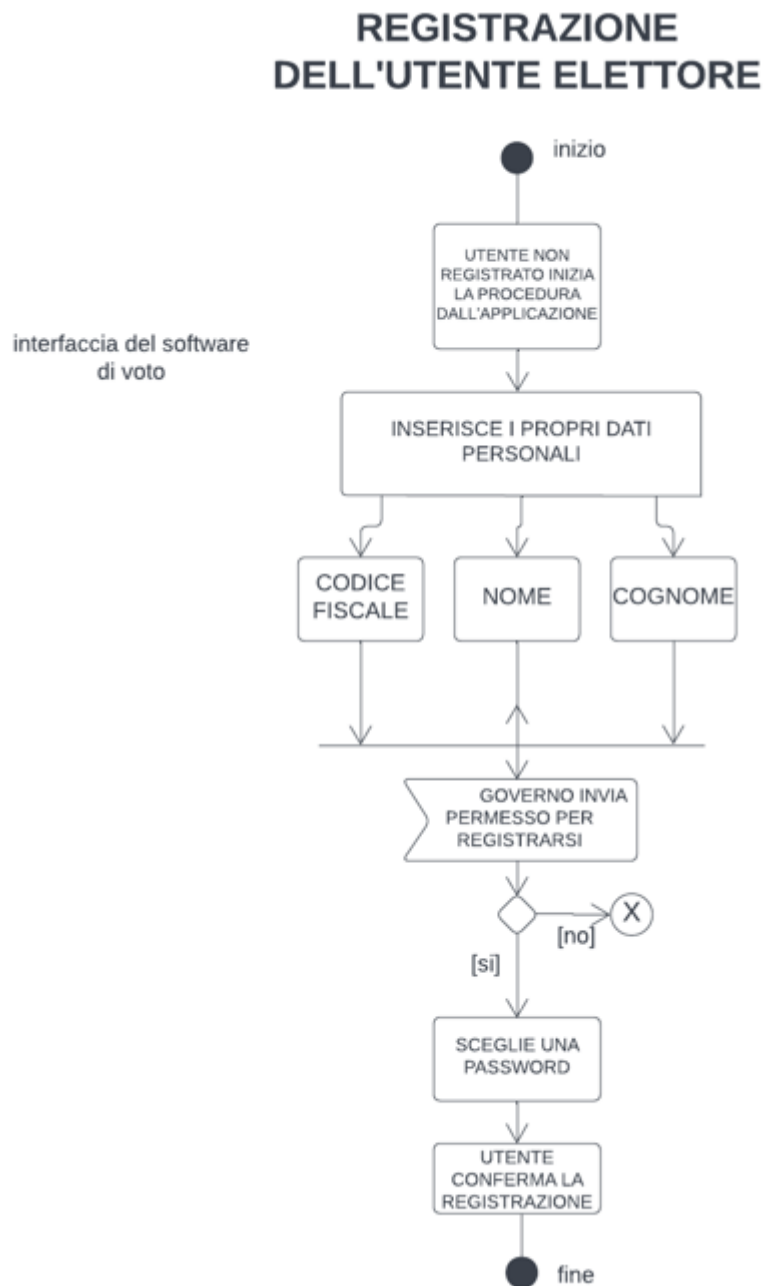 REGISTRAZIONE
DELL'UTENTE ELETTORE
inizio
UTENTE NON
REGISTRATO INIZIA
LA PROCEDURA
DALL'APPLICAZIONE
interfaccia del software
di voto
INSERISCE I PROPRI DATI
PERSONALI
CODICE
FISCALE
NOME
COGNOME
GOVERNO INVIA
PERMESSO PER
REGISTRARSI
X
[no]
[si]
SCEGLIE UNA
PASSWORD
UTENTE
CONFERMA LA
REGISTRAZIONE
fine